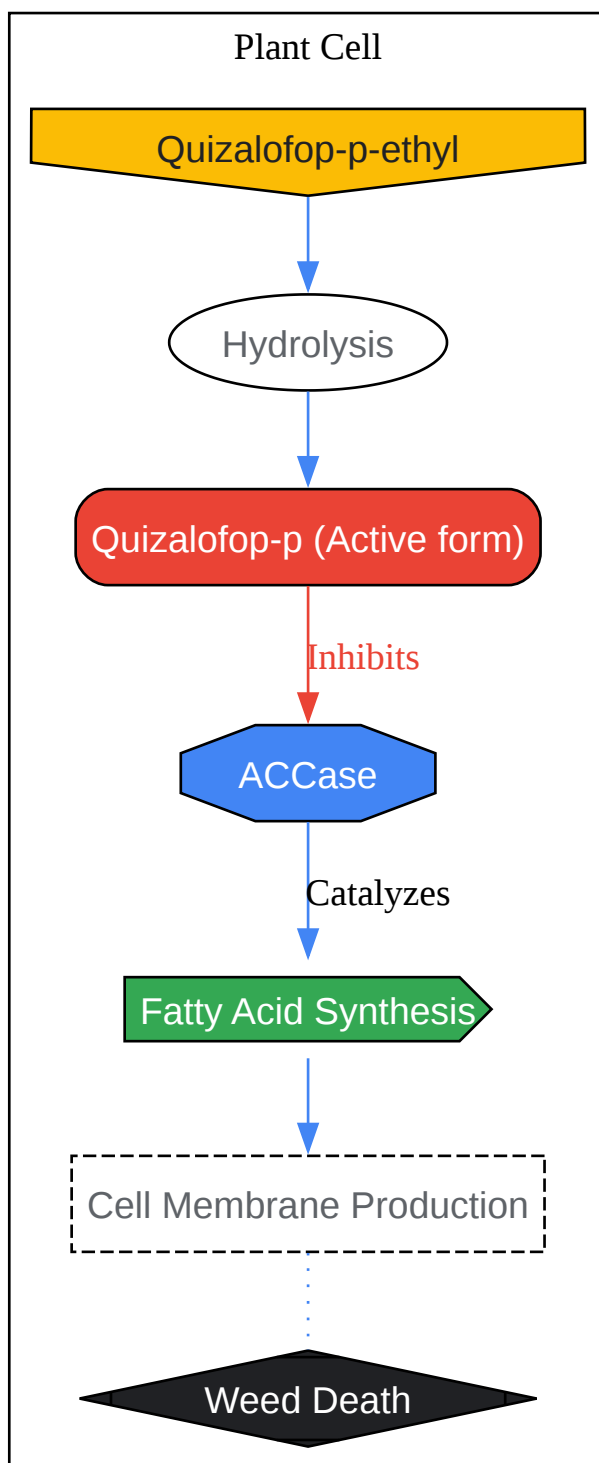 Plant Cell
Quizalofop-p-ethyl
Hydrolysis
Quizalofop-p (Active form)
Inhibits
ACCase
Catalyzes
Fatty Acid Synthesis
Cell Membrane Production
Weed Death